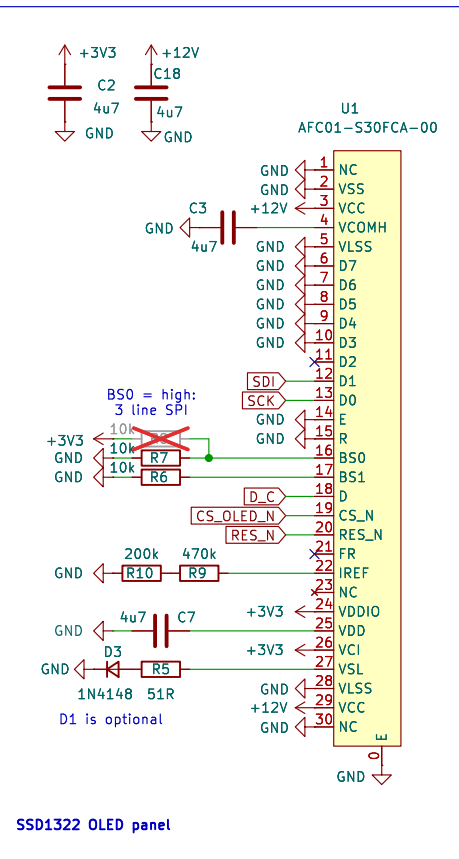 +3V3 +12V
C2 C18
4u7 4u7
GND GND
U1
AFC01-S30FCA-00
GND 1 NC
GND 2 VSS
+12V 3 VCC
GND C3 4u7 4 VCOMH
GND 5 VLSS
GND 6 D7
GND 7 D6
GND 8 D5
GND 9 D4
GND 10 D3
11 D2
SDI 12 D1
SCK 13 D0
GND 14 E
GND 15 R
BS0 = high:
3 line SPI
+3V3 10k
GND 10k R7 16 BS0
GND 10k R6 17 BS1
D_C 18 D
CS_OLED_N 19 CS_N
RES_N 20 RES_N
21 FR
200k 470k
GND R10 R9 22 IREF
23 NC
+3V3 24 VDDIO
GND 4u7 C7 25 VDD
+3V3 26 VCI
GND D3 1N4148 R5 51R 27 VSL
GND 28 VLSS
+12V 29 VCC
D1 is optional
GND 30 NC
E
0
GND
SSD1322 OLED panel